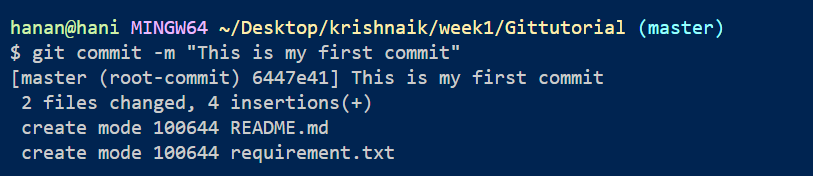 hanan@hani MINGW64 ~/Desktop/krishnaik/week1/Gittutorial (master)
$ git commit -m "This is my first commit"
[master (root-commit) 6447e41] This is my first commit
 2 files changed, 4 insertions(+)
 create mode 100644 README.md
 create mode 100644 requirement.txt